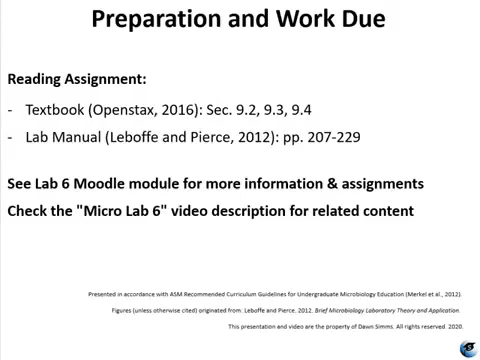 Preparation and Work Due
Reading Assignment:
- Textbook (Openstax, 2016): Sec. 9.2, 9.3, 9.4
- Lab Manual (Leboffe and Pierce, 2012): pp. 207-229
See Lab 6 Moodle module for more information & assignments
Check the "Micro Lab 6" video description for related content
Presented in accordance with ASM Recommended Curriculum Guidelines for Undergraduate Microbiology Education (Merkel et al., 2012).
Figures (unless otherwise cited) originated from: Leboffe and Pierce, 2012. Brief Microbiology Laboratory Theory and Application.
This presentation and video are the property of Dawn Simms. All rights reserved. 2020.